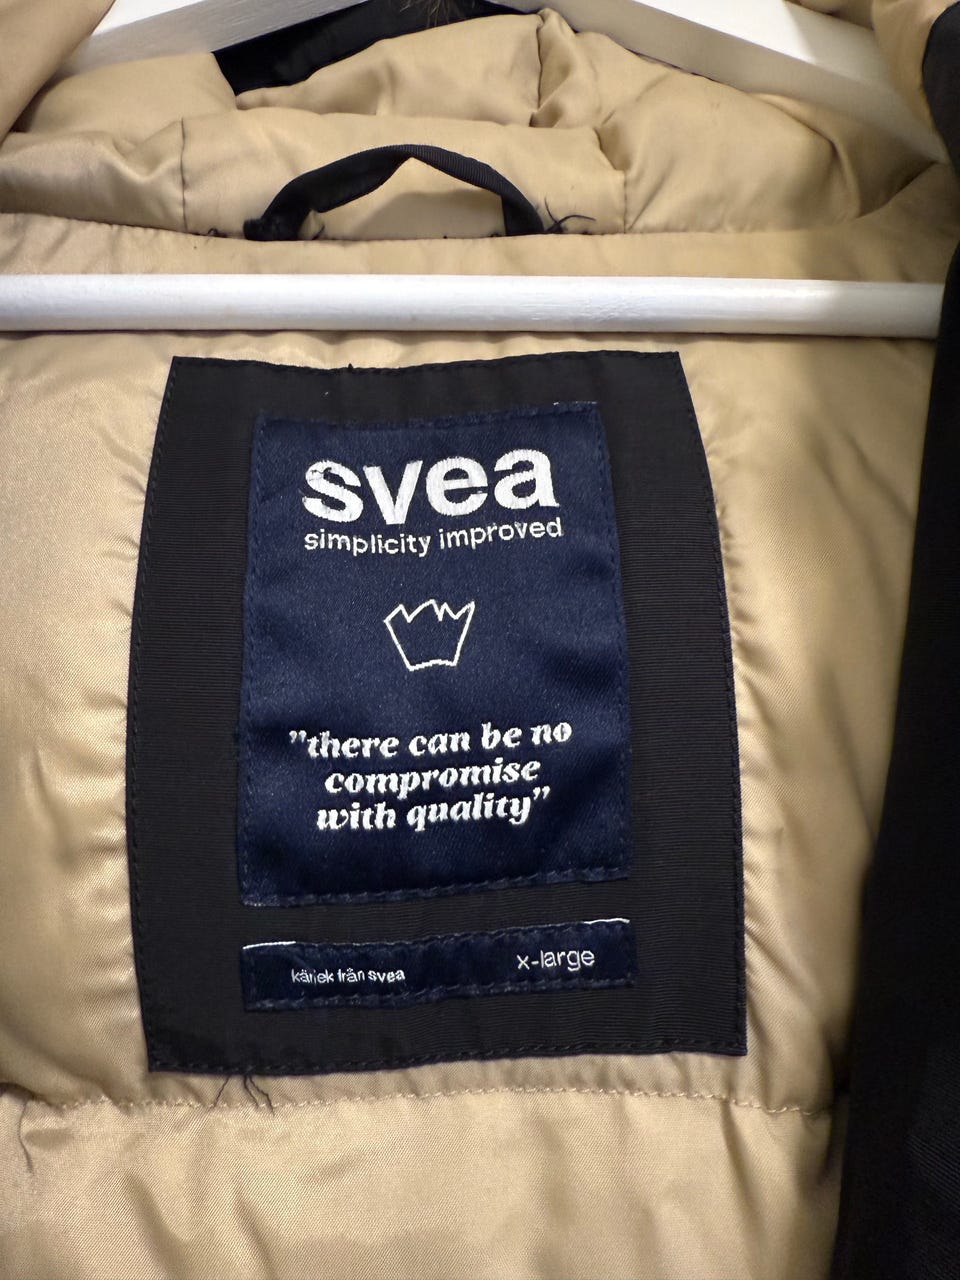 svea
simplicity improved
”there can be no
compromise
with quality”
kärlek från svea
x-large